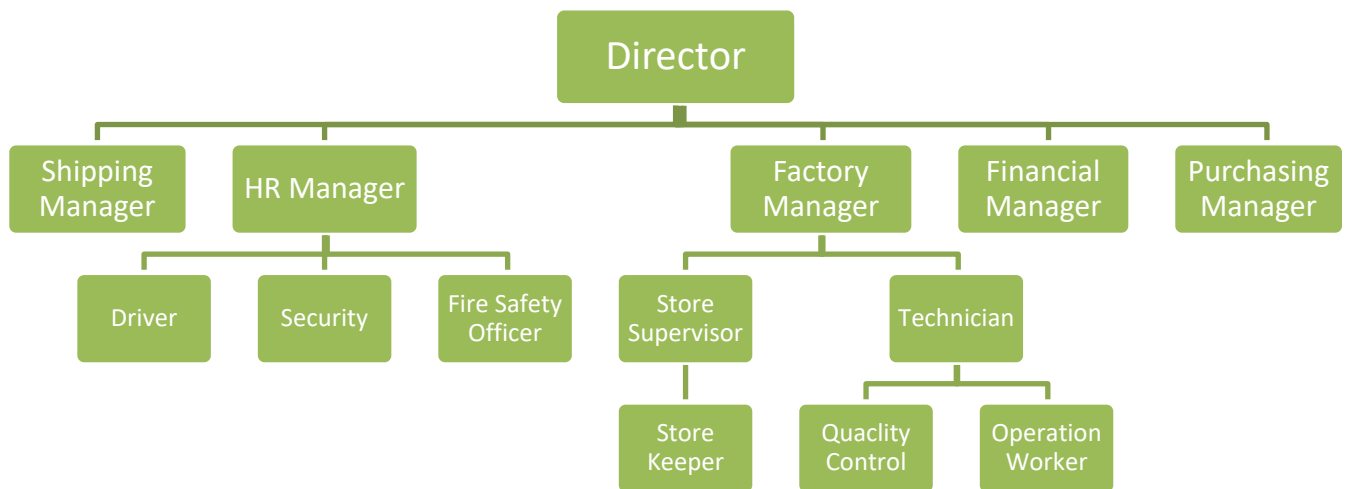 Director
Shipping
Manager
HR Manager
Factory
Manager
Financial
Manager
Purchasing
Manager
Driver
Security
Fire Safety
Officer
Store
Supervisor
Technician
Store
Keeper
Quaclity
Control
Operation
Worker